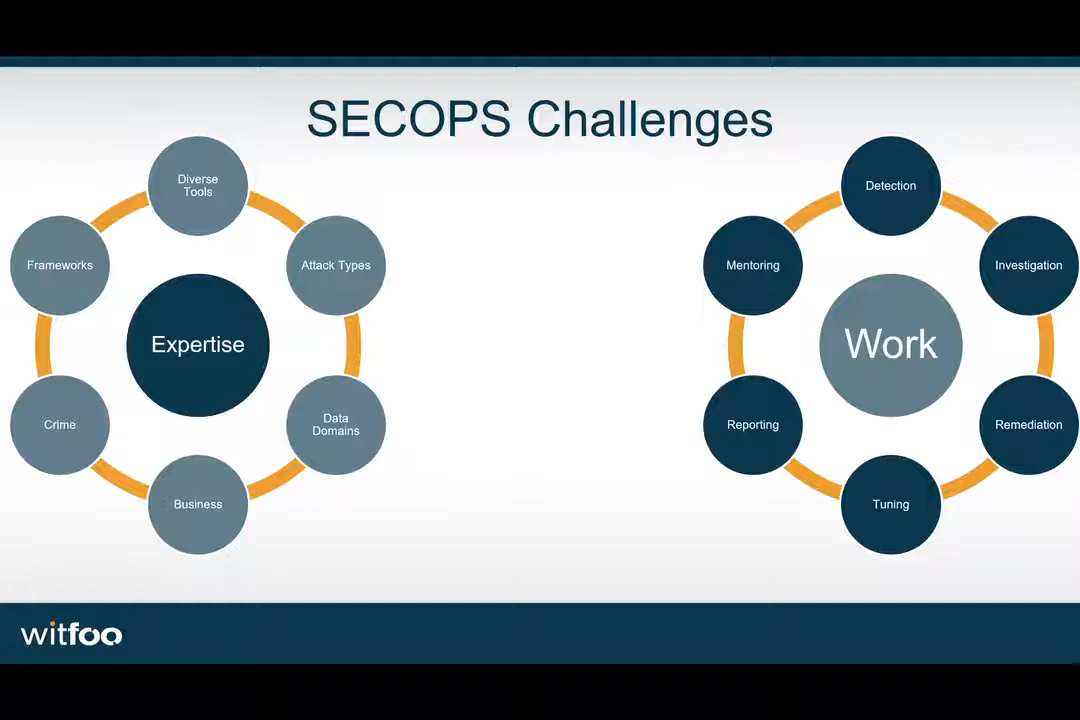 SECOPS Challenges
Diverse
Tools
Attack Types
Data
Domains
Business
Crime
Frameworks
Expertise
Detection
Investigation
Remediation
Tuning
Reporting
Mentoring
Work
witfoo